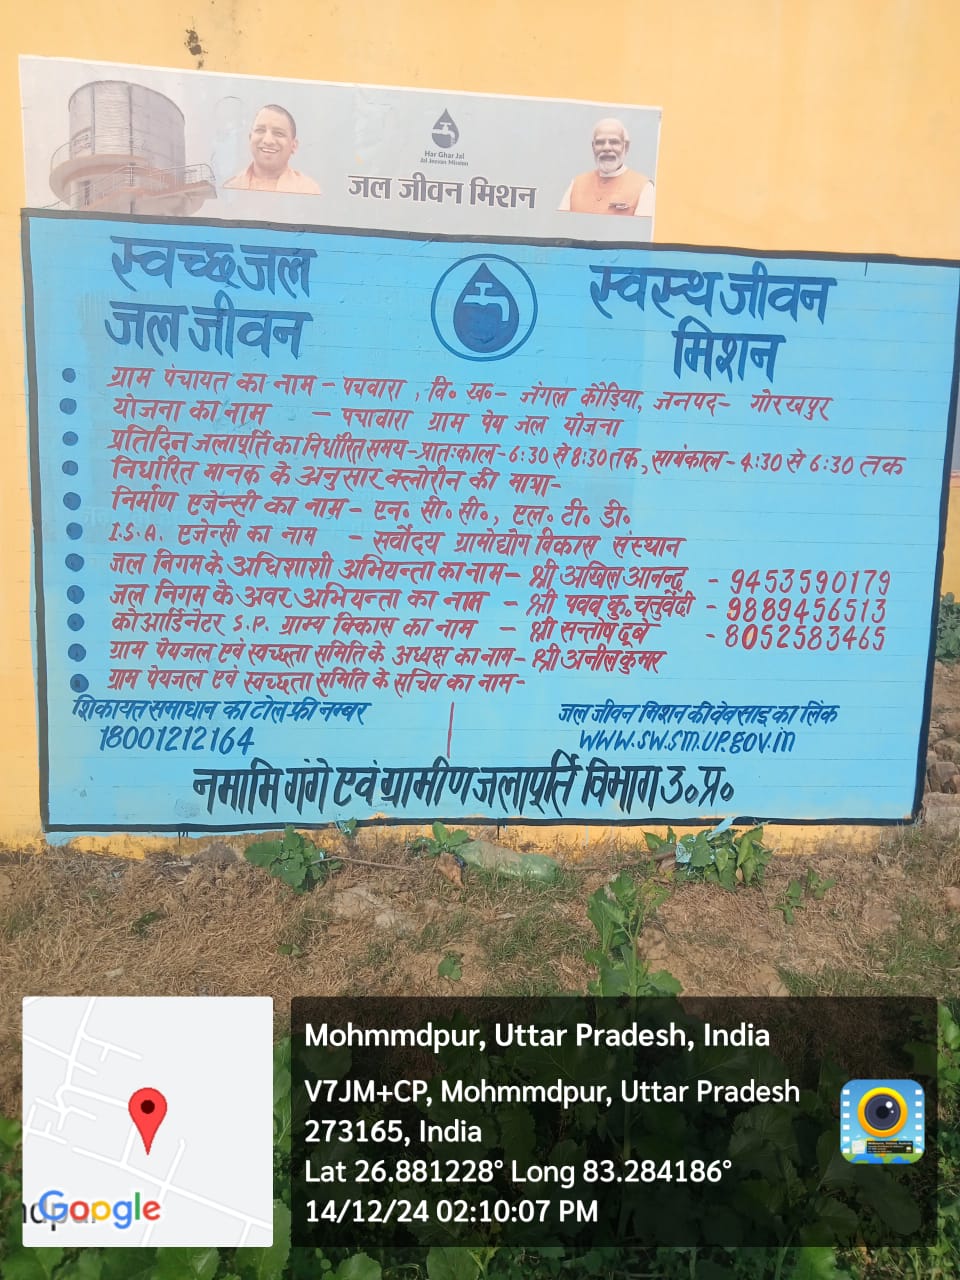 Har Ghar Jal
Jal Jeevan Mission
जल जीवन मिशन
स्वच्छ जल
जल जीवन
स्वस्थ जीवन
मिशन
ग्राम पंचायत का नाम - पचवारा, वि० ख०- जंगल कौड़िया, जनपद- गोरखपुर
योजना का नाम - पचावारा ग्राम पेय जल योजना
प्रतिदिन जलापूर्ति का निर्धारित समय-प्रातःकाल-6:30 से 8:30 तक, सायंकाल-4:30 से 6:30 तक
निर्धारित मानक के अनुसार क्लोरीन की मात्रा-
निर्माण एजेन्सी का नाम - एन० सी० सी०, एल० टी० डी०
I.S.A. एजेन्सी का नाम - सर्वोदय ग्रामोद्योग विकास संस्थान
जल निगम के अधिशाशी अभियन्ता का नाम- श्री अखिल आनन्द - 9453590179
जल निगम के अवर अभियन्ता का नाम - श्री पवव कु० चतुर्वेदी - 9889456513
कोआर्डिनेटर S.P. ग्राम्य विकास का नाम - श्री सन्तोष दूबे - 8052583465
ग्राम पेयजल एवं स्वच्छता समिति के अध्यक्ष का नाम- श्री अनील कुमार
ग्राम पेयजल एवं स्वच्छता समिति के सचिव का नाम-
शिकायत समाधान का टोल फ्री नम्बर
18001212164
जल जीवन मिशन की वेबसाइ का लिंक
www.sw.sm.up.gov.in
नमामि गंगे एवं ग्रामीण जलापूर्ति विभाग उ० प्र०
Mohmmdpur, Uttar Pradesh, India
V7JM+CP, Mohmmdpur, Uttar Pradesh
273165, India
Lat 26.881228° Long 83.284186°
14/12/24 02:10:07 PM
Google